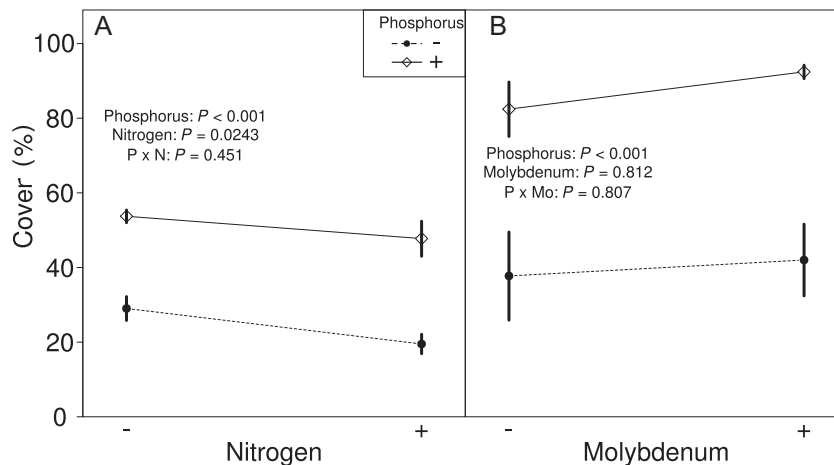 A
Phosphorus
-
+
B
100
80
60
40
20
0
Cover (%)
Phosphorus: P < 0.001
Nitrogen: P = 0.0243
P x N: P = 0.451
Phosphorus: P < 0.001
Molybdenum: P = 0.812
P x Mo: P = 0.807
- +
Nitrogen
- +
Molybdenum